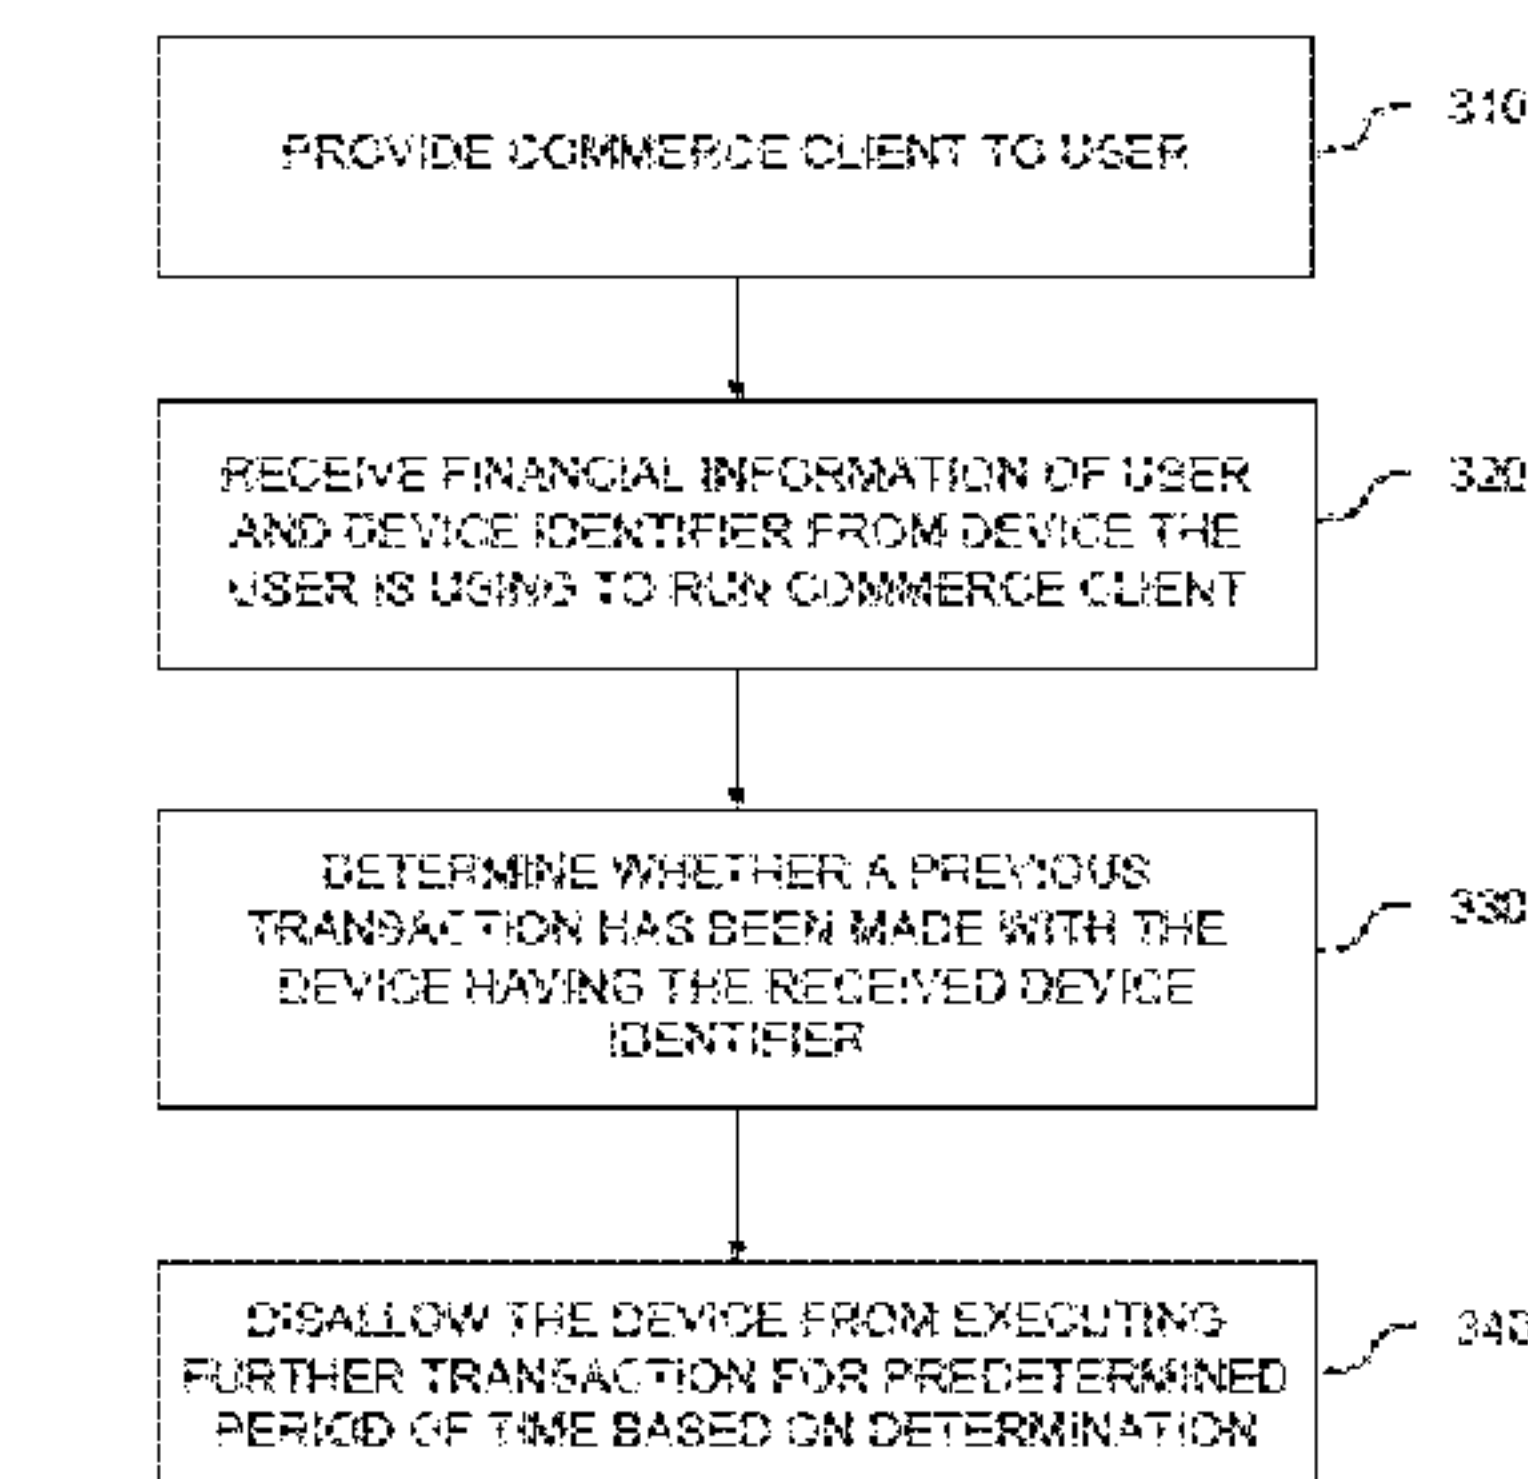 PROVIDE COMMERCE CLIENT TO USER
310
RECEIVE FINANCIAL INFORMATION OF USER
AND DEVICE IDENTIFIER FROM DEVICE THE
USER IS USING TO RUN COMMERCE CLIENT
320
DETERMINE WHETHER A PREVIOUS
TRANSACTION HAS BEEN MADE WITH THE
DEVICE HAVING THE RECEIVED DEVICE
IDENTIFIER
330
DISALLOW THE DEVICE FROM EXECUTING
FURTHER TRANSACTION FOR PREDETERMINED
PERIOD OF TIME BASED ON DETERMINATION
340